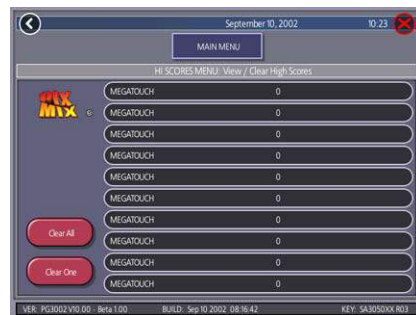 September 10, 2002 10:23
MAIN MENU
HI SCORES MENU: View / Clear High Scores
PIX MIX
MEGATOUCH 0
MEGATOUCH 0
MEGATOUCH 0
MEGATOUCH 0
MEGATOUCH 0
MEGATOUCH 0
MEGATOUCH 0
MEGATOUCH 0
MEGATOUCH 0
MEGATOUCH 0
Clear All
Clear One
VER: PG3002 V10.00 - Beta 1.00 BUILD: Sep 10 2002 08:16:42 KEY: SA3050XX R03